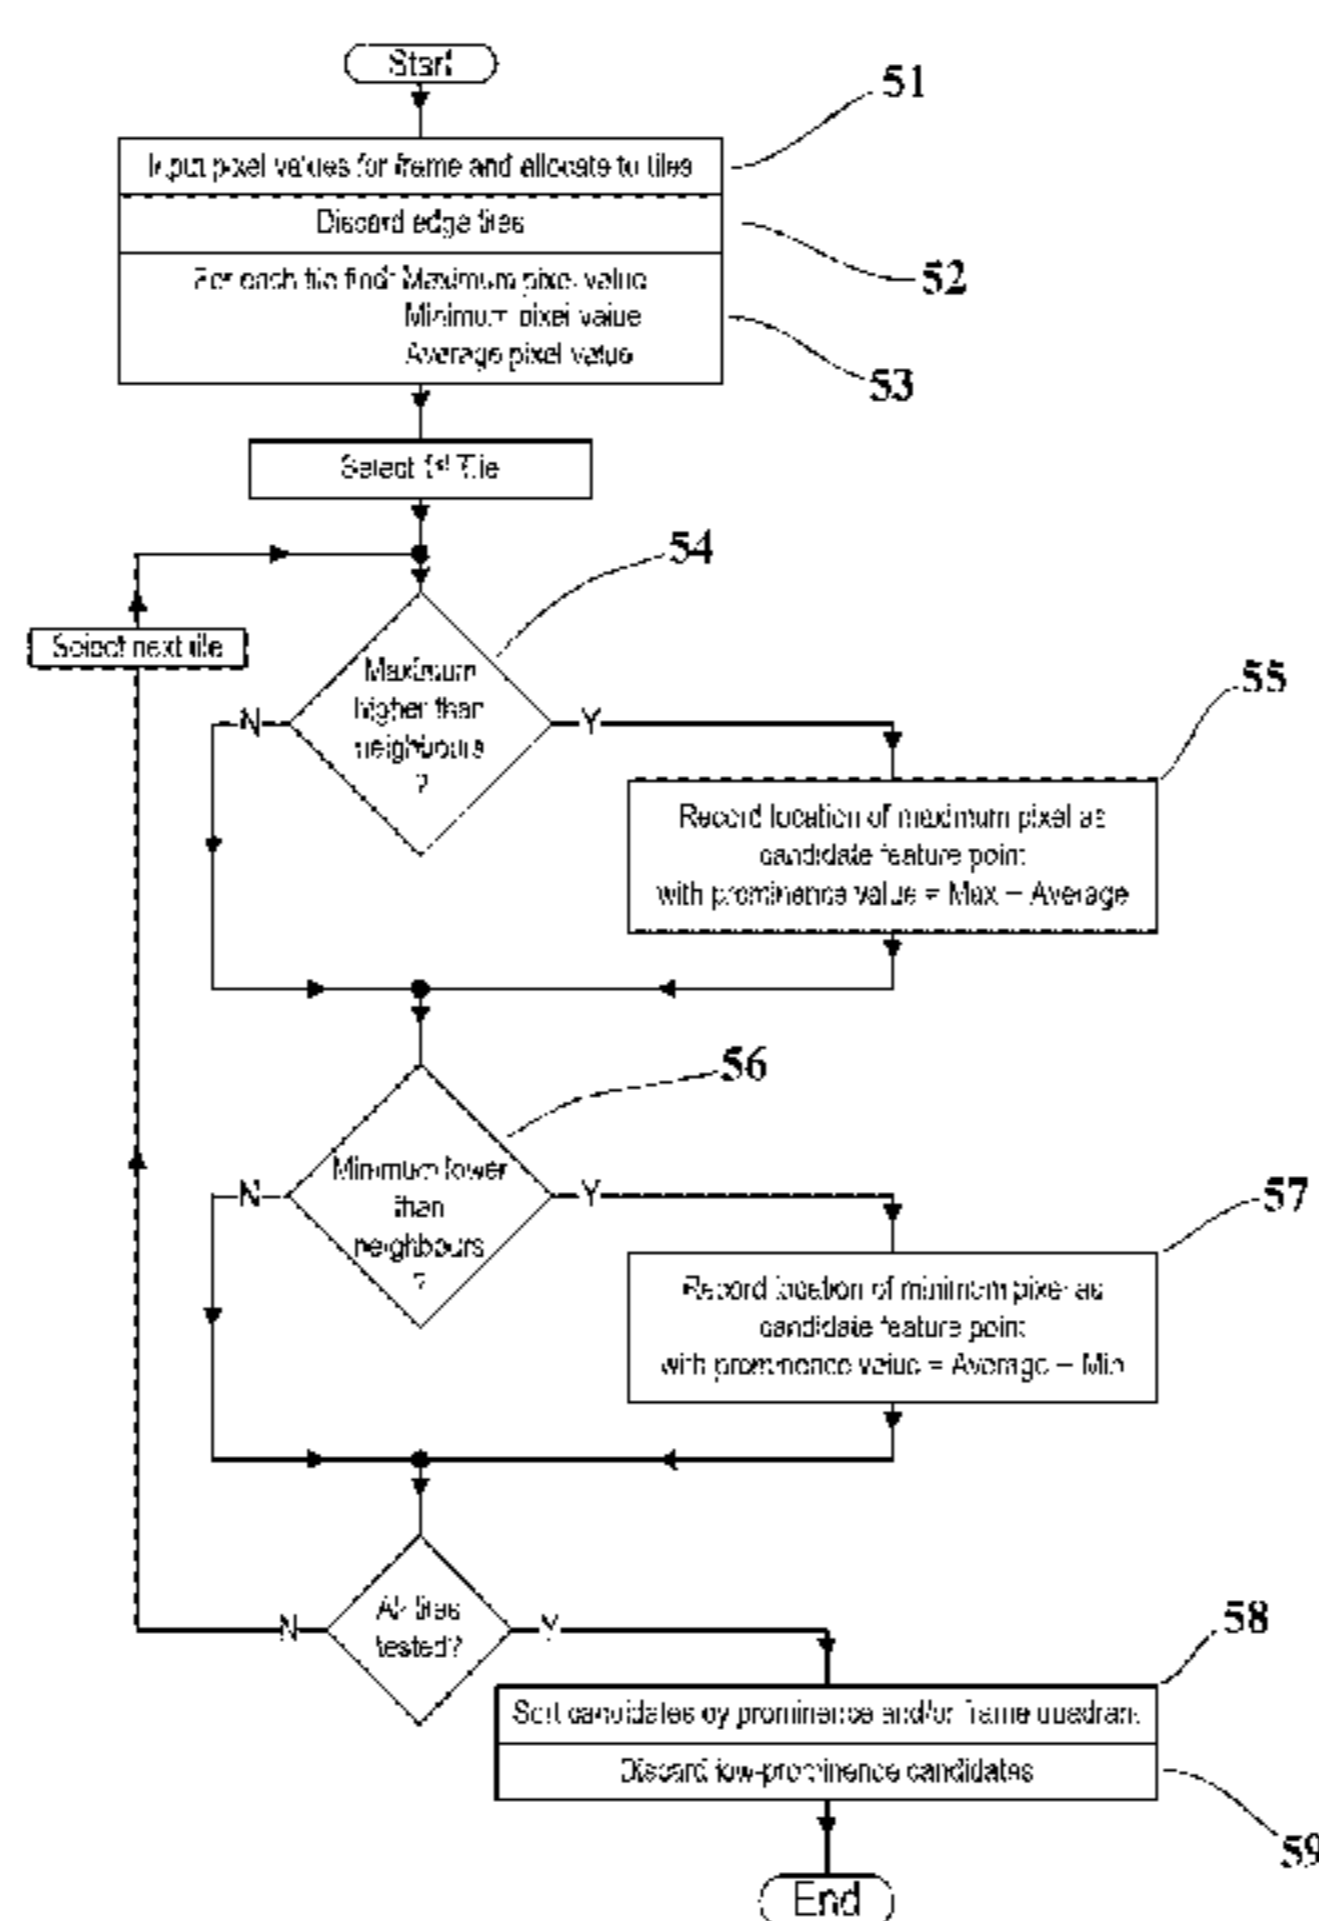 Start
51
Input pixel values for frame and allocate to tiles
Discard edge tiles
52
For each tile find: Maximum pixel value
Minimum pixel value
Average pixel value
53
Select 1st Tile
54
Select next tile
Maximum
higher than
neighbours
?
N
Y
55
Record location of maximum pixel as
candidate feature point
with prominence value = Max – Average
56
Minimum lower
than
neighbours
?
N
Y
57
Record location of minimum pixel as
candidate feature point
with prominence value = Average – Min
All tiles
tested?
N
Y
58
Sort candidates by prominence and/or frame quadrant
Discard low-prominence candidates
59
End